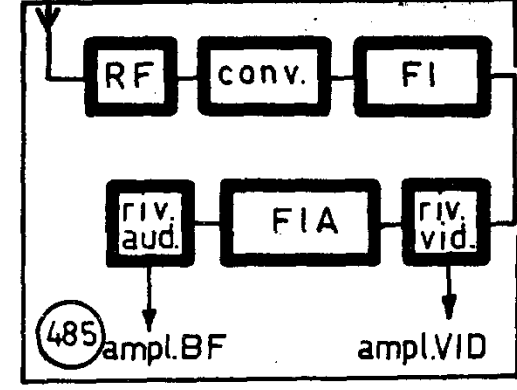 RF
conv.
FI
riv.
aud.
FIA
riv.
vid.
485
ampl.BF
ampl.VID